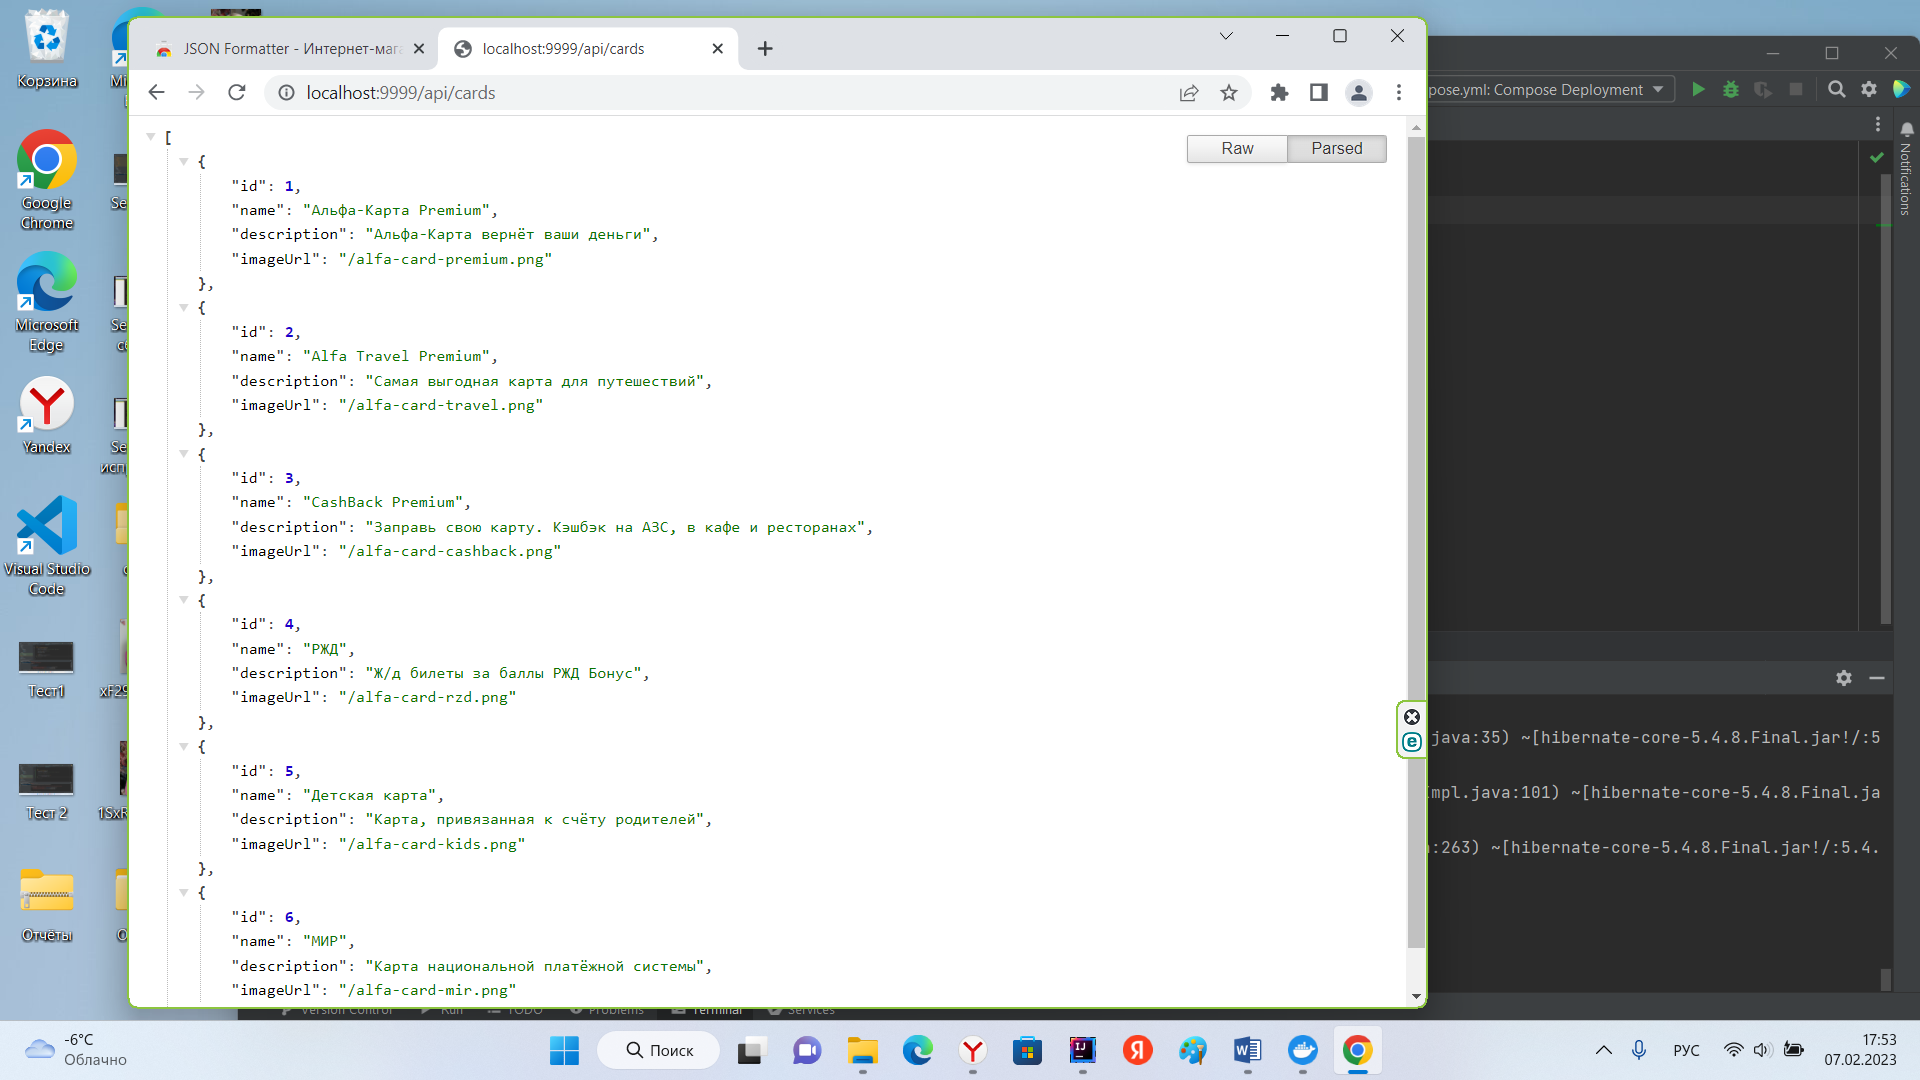 Корзина
Google
Chrome
Microsoft
Edge
Yandex
Visual Studio
Code
Тест1
Тест 2
Отчёты
JSON Formatter - Интернет-маг
localhost:9999/api/cards
localhost:9999/api/cards
Raw
Parsed
[
{
"id": 1,
"name": "Альфа-Карта Premium",
"description": "Альфа-Карта вернёт ваши деньги",
"imageUrl": "/alfa-card-premium.png"
},
{
"id": 2,
"name": "Alfa Travel Premium",
"description": "Самая выгодная карта для путешествий",
"imageUrl": "/alfa-card-travel.png"
},
{
"id": 3,
"name": "CashBack Premium",
"description": "Заправь свою карту. Кэшбэк на АЗС, в кафе и ресторанах",
"imageUrl": "/alfa-card-cashback.png"
},
{
"id": 4,
"name": "РЖД",
"description": "Ж/д билеты за баллы РЖД Бонус",
"imageUrl": "/alfa-card-rzd.png"
},
{
"id": 5,
"name": "Детская карта",
"description": "Карта, привязанная к счёту родителей",
"imageUrl": "/alfa-card-kids.png"
},
{
"id": 6,
"name": "МИР",
"description": "Карта национальной платёжной системы",
"imageUrl": "/alfa-card-mir.png"
pose.yml: Compose Deployment
Notifications
java:35) ~[hibernate-core-5.4.8.Final.jar!/:5
mpl.java:101) ~[hibernate-core-5.4.8.Final.ja
:263) ~[hibernate-core-5.4.8.Final.jar!/:5.4.
Version Control
Run
TODO
Problems
Terminal
Services
-6°C
Облачно
Поиск
РУС
17:53
07.02.2023